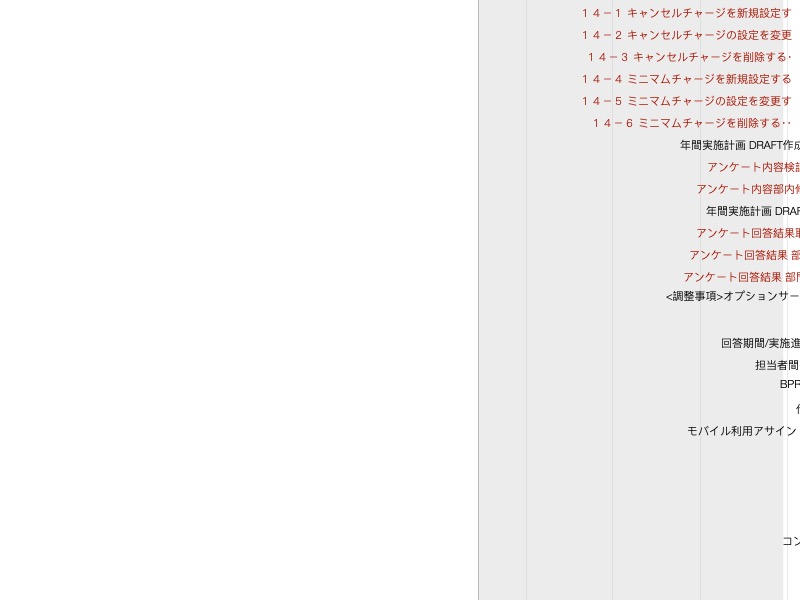 １４－１ キャンセルチャージを新規設定す
１４－２ キャンセルチャージの設定を変更
１４－３ キャンセルチャージを削除する·
１４－４ ミニマムチャージを新規設定する
１４－５ ミニマムチャージの設定を変更す
１４－６ ミニマムチャージを削除する··
年間実施計画 DRAFT作成
アンケート内容検討
アンケート内容部内
年間実施計画 DRAF
アンケート回答結果
アンケート回答結果 部
アンケート回答結果 部門
<調整事項>オプションサー
回答期間/実施進
担当者間
BPR
モバイル利用アサイン
コン